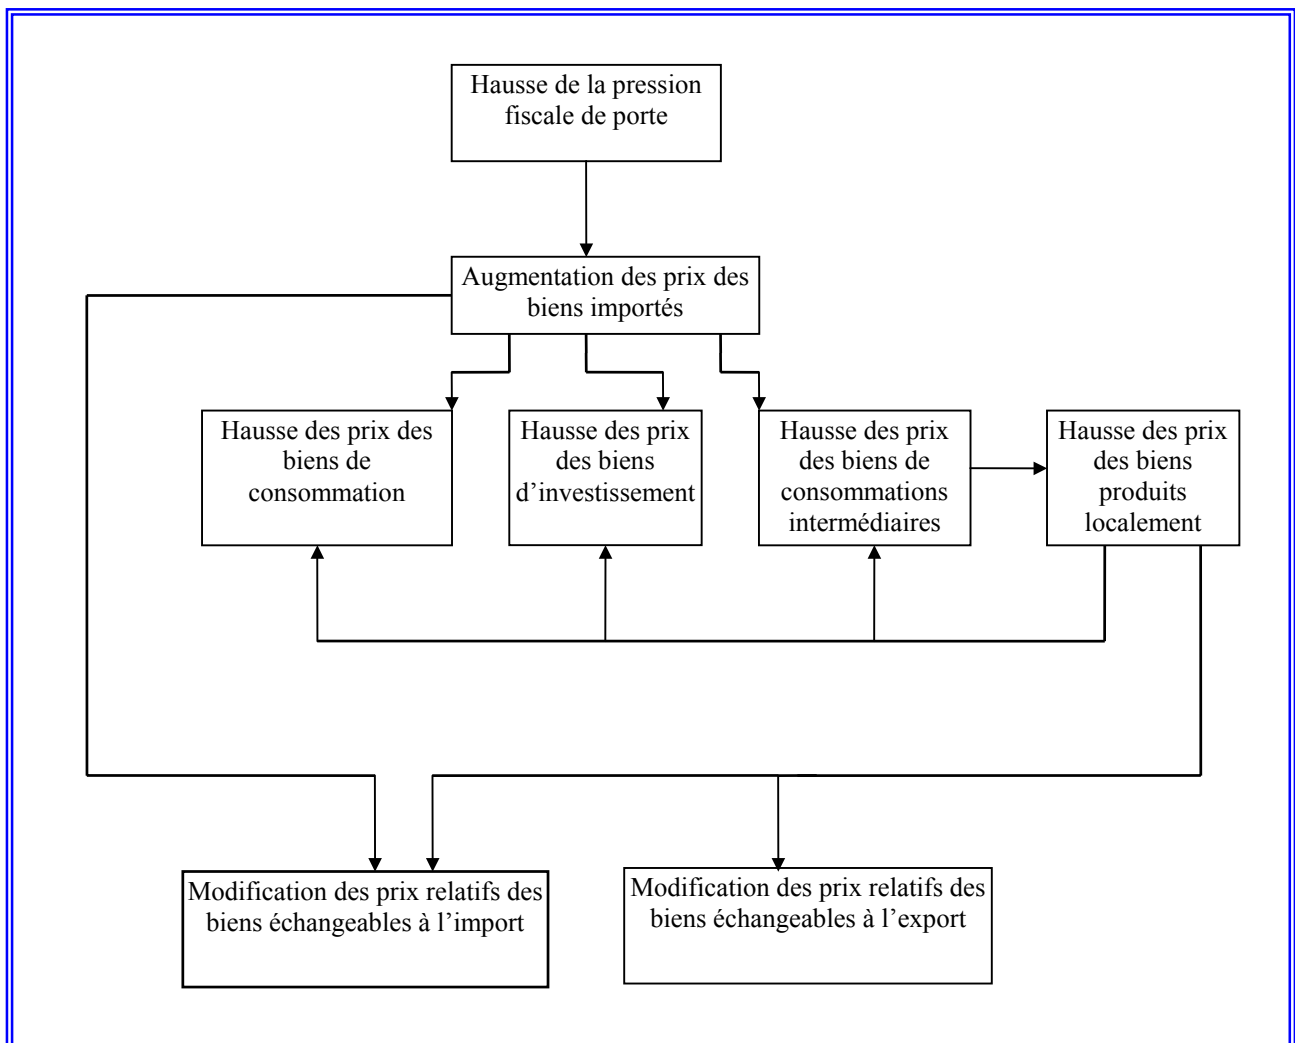 Hausse de la pression
fiscale de porte
Augmentation des prix des
biens importés
Hausse des prix des
biens de
consommation
Hausse des prix
des biens
d’investissement
Hausse des prix
des biens de
consommations
intermédiaires
Hausse des prix
des biens
produits
localement
Modification des prix relatifs des
biens échangeables à l’import
Modification des prix relatifs des
biens échangeables à l’export